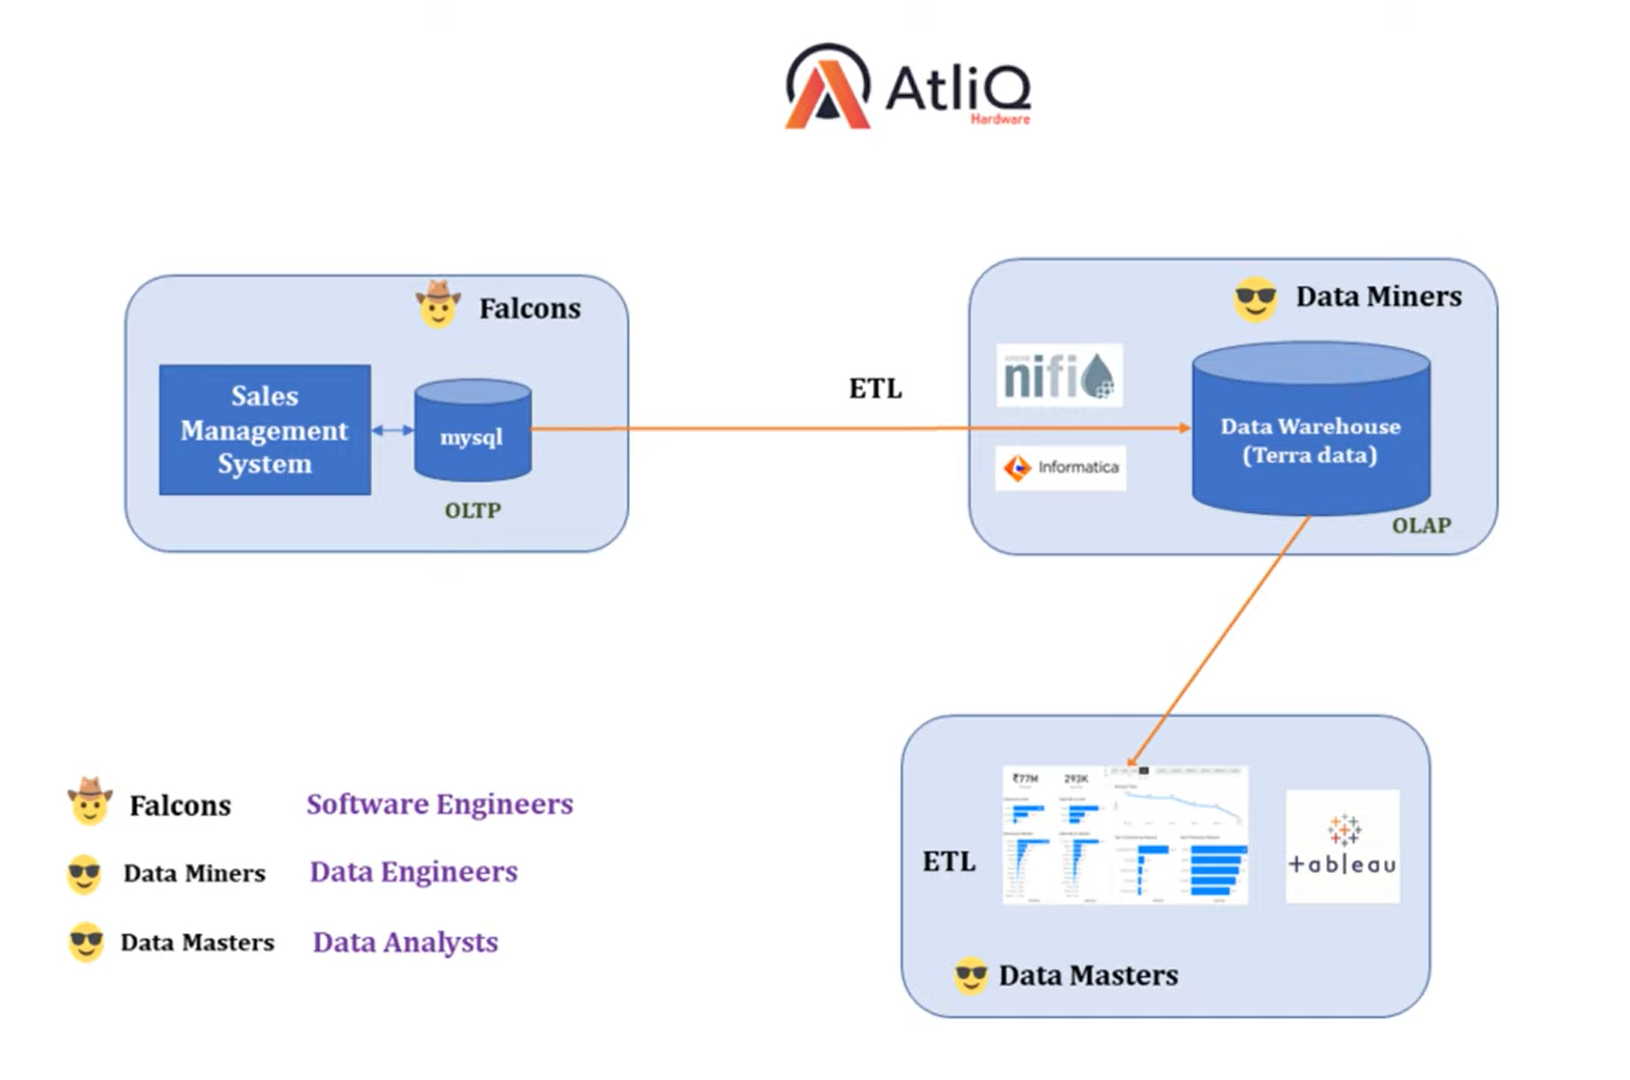 AtliQ
Hardware
Falcons
Sales
Management
System
mysql
OLTP
ETL
Data Miners
nifi
Informatica
Data Warehouse
(Terra data)
OLAP
₹77M
293K
ETL
+ableau
Data Masters
Falcons Software Engineers
Data Miners Data Engineers
Data Masters Data Analysts